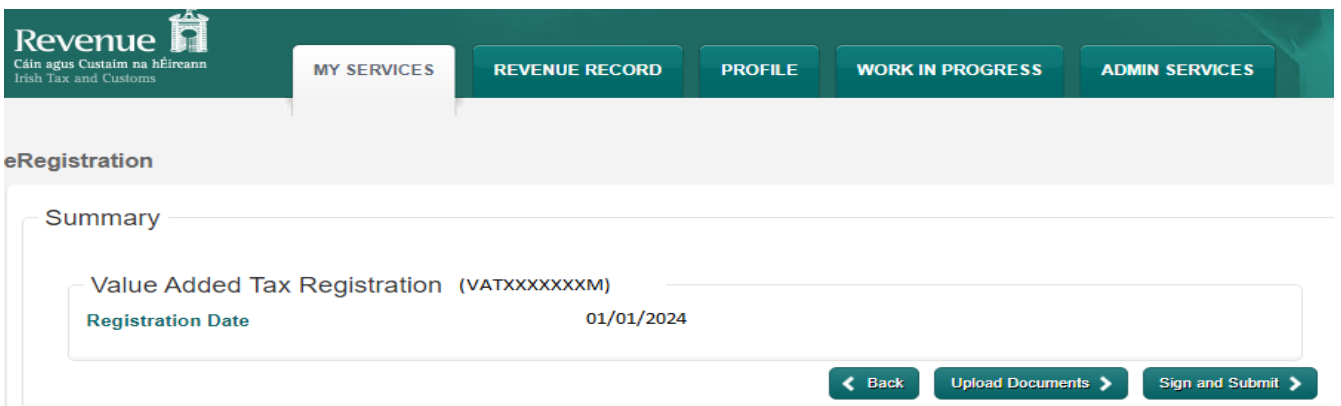 Revenue
Cáin agus Custaim na hÉireann
Irish Tax and Customs
MY SERVICES REVENUE RECORD PROFILE WORK IN PROGRESS ADMIN SERVICES
eRegistration
Summary
Value Added Tax Registration (VATXXXXXXXM)
Registration Date 01/01/2024
Back Upload Documents Sign and Submit